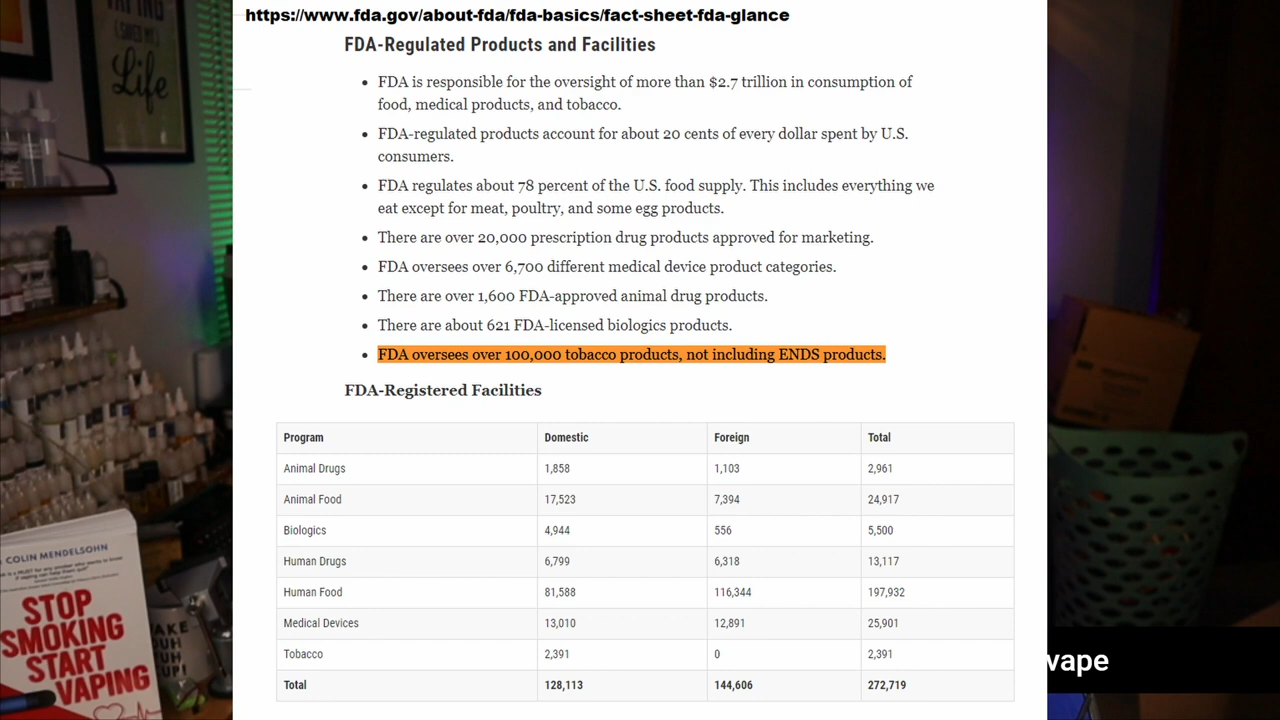 https://www.fda.gov/about-fda/fda-basics/fact-sheet-fda-glance
FDA-Regulated Products and Facilities
FDA is responsible for the oversight of more than $2.7 trillion in consumption of
food, medical products, and tobacco.
FDA-regulated products account for about 20 cents of every dollar spent by U.S.
consumers.
FDA regulates about 78 percent of the U.S. food supply. This includes everything we
eat except for meat, poultry, and some egg products.
There are over 20,000 prescription drug products approved for marketing.
FDA oversees over 6,700 different medical device product categories.
There are over 1,600 FDA-approved animal drug products.
There are about 621 FDA-licensed biologics products.
FDA oversees over 100,000 tobacco products, not including ENDS products.
FDA-Registered Facilities
Program Domestic Foreign Total
Animal Drugs 1,858 1,103 2,961
Animal Food 17,523 7,394 24,917
Biologics 4,944 556 5,500
Human Drugs 6,799 6,318 13,117
Human Food 81,588 116,344 197,932
Medical Devices 13,010 12,891 25,901
Tobacco 2,391 0 2,391
Total 128,113 144,606 272,719
Life
COLIN MENDELSOHN
STOP
SMOKING
START
VAPING
vape